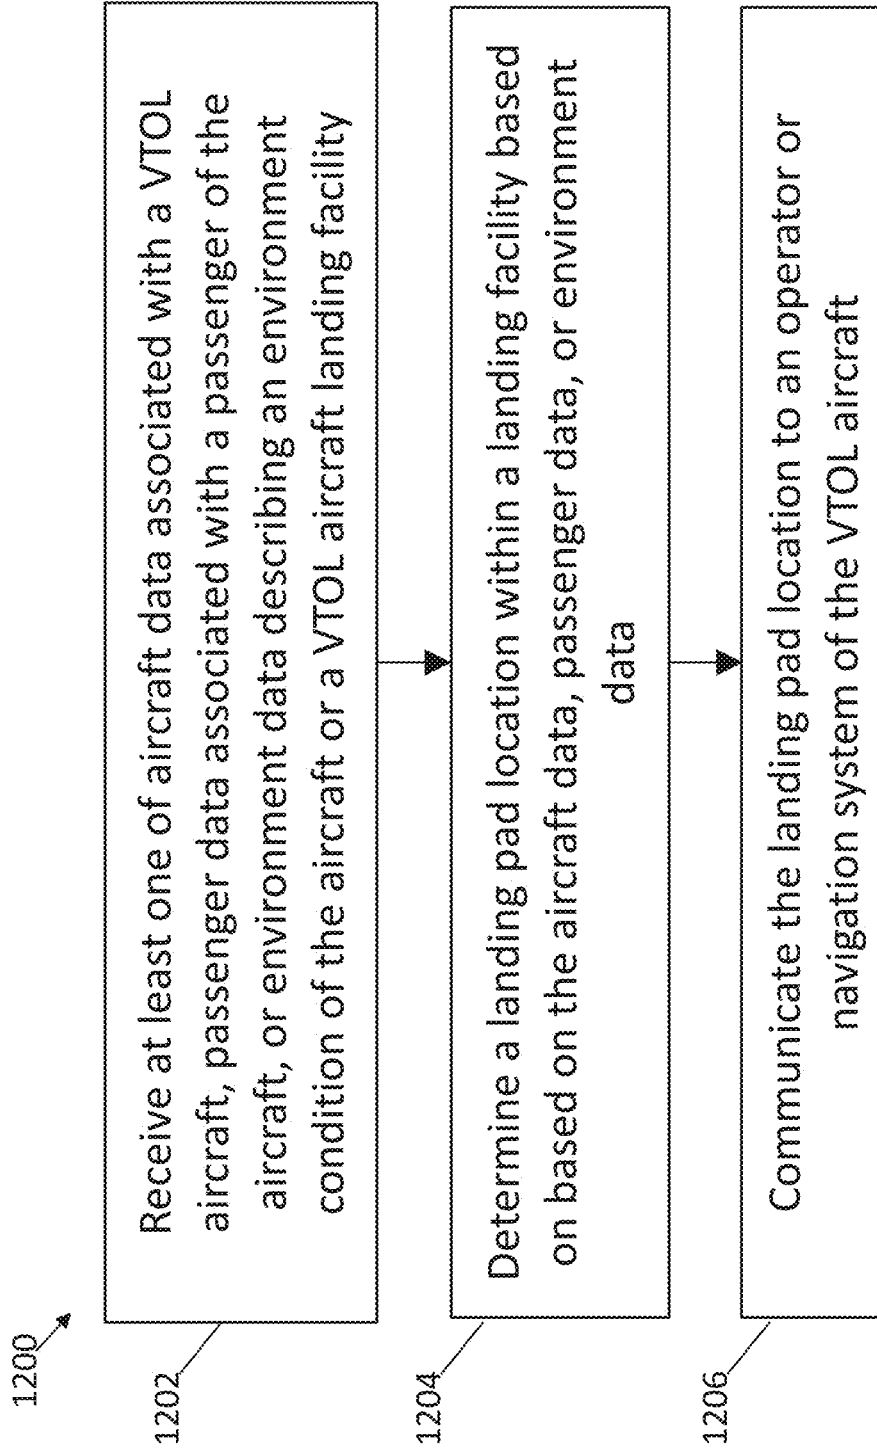 1200
1202
Receive at least one of aircraft data associated with a VTOL
aircraft, passenger data associated with a passenger of the
aircraft, or environment data describing an environment
condition of the aircraft or a VTOL aircraft landing facility
1204
Determine a landing pad location within a landing facility based
on based on the aircraft data, passenger data, or environment
data
1206
Communicate the landing pad location to an operator or
navigation system of the VTOL aircraft